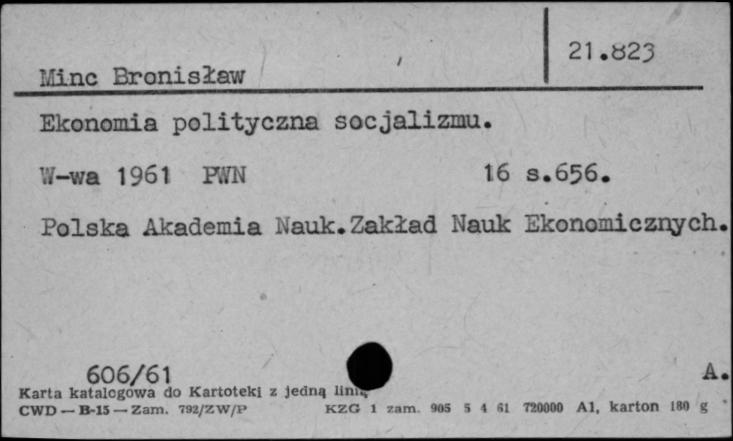 21.823
Minc Bronisław
Ekonomia polityczna socjalizmu.
W-wa 1961 PWN 16 s.656.
Polska Akademia Nauk.Zakład Nauk Ekonomicznych.
606/61 A.
Karta katalogowa do Kartoteki z jedną linią
CWD — B-15 — Zam. 792/ZW/P KZG 1 zam. 905 5 4 61 720000 A1, karton 180 g